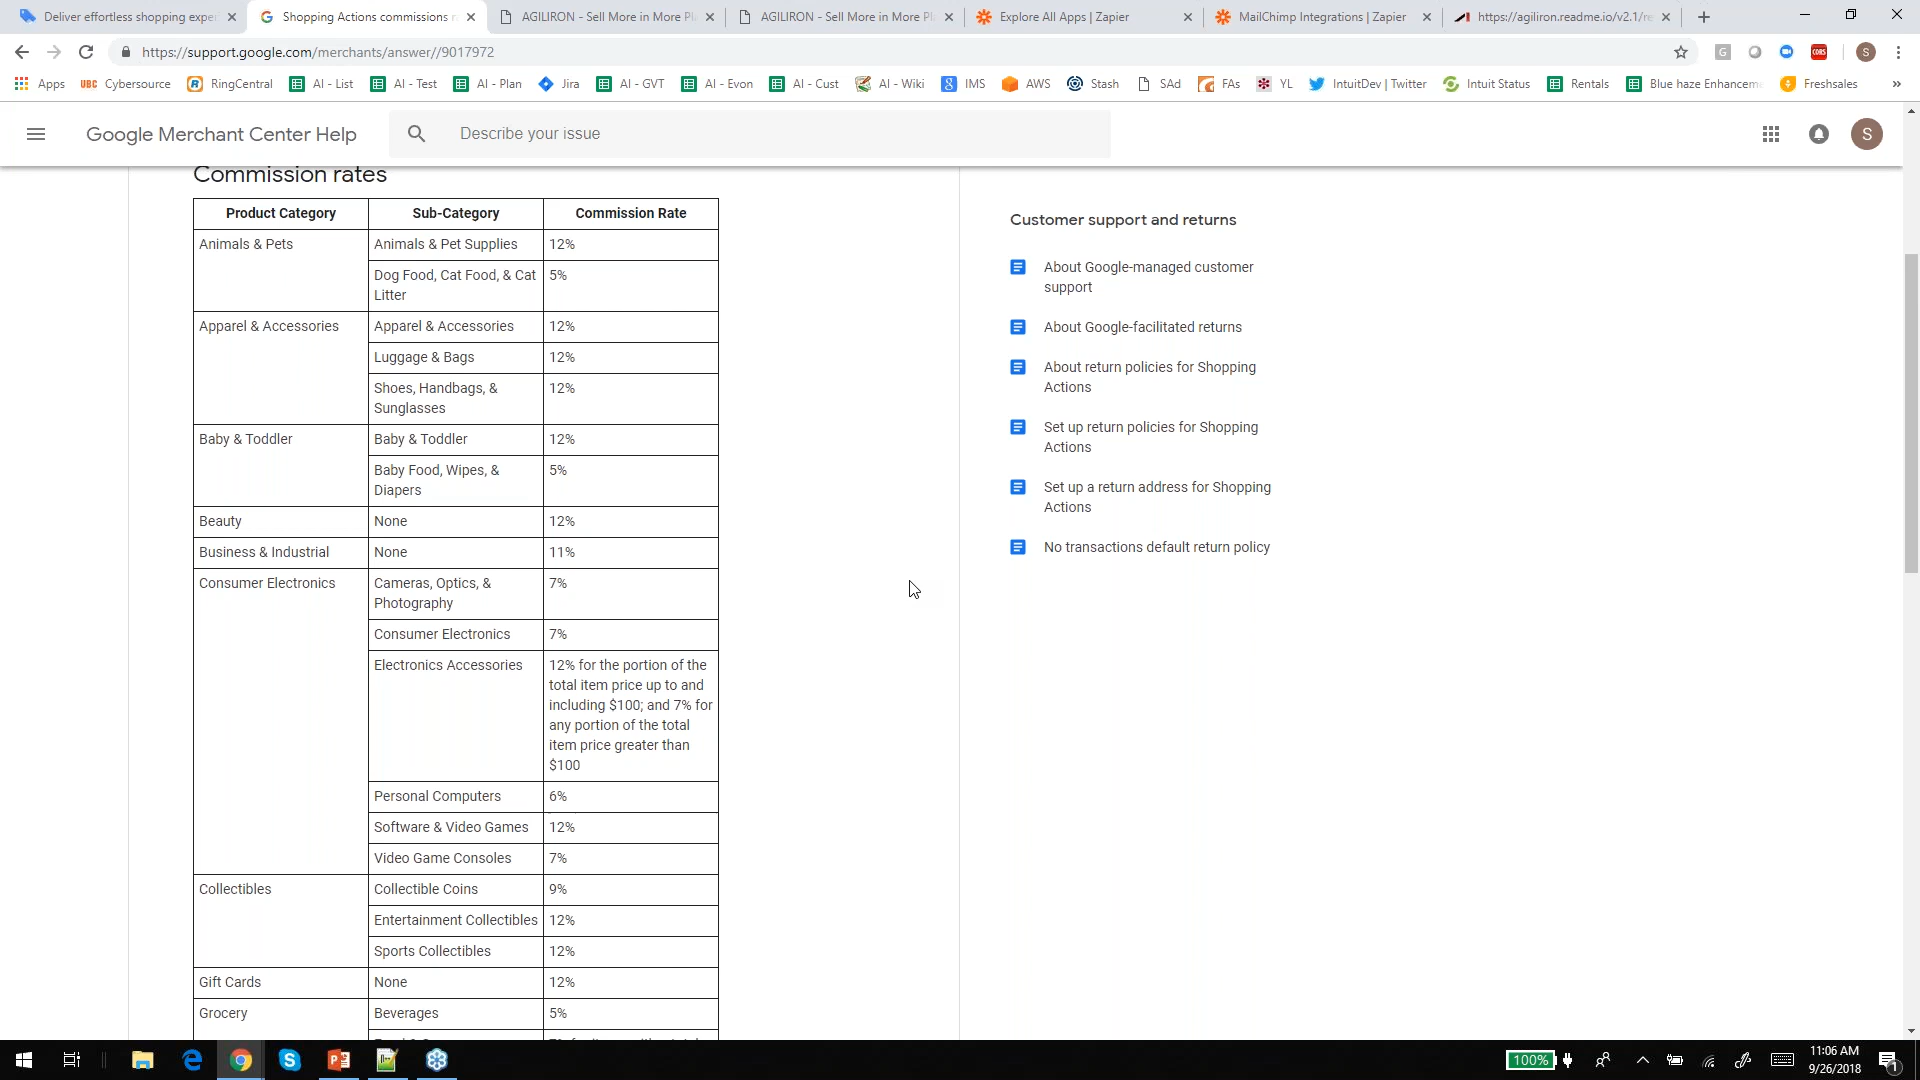 Deliver effortless shopping exper
Shopping Actions commissions r
AGILIRON - Sell More in More Pl
AGILIRON - Sell More in More Pl
Explore All Apps | Zapier
MailChimp Integrations | Zapier
https://agiliron.readme.io/v2.1/re
https://support.google.com/merchants/answer//9017972
Apps
UBC Cybersource
RingCentral
AI - List
AI - Test
AI - Plan
Jira
AI - GVT
AI - Evon
AI - Cust
AI - Wiki
IMS
AWS
Stash
SAd
FAs
YL
IntuitDev | Twitter
Intuit Status
Rentals
Blue haze Enhancem
Freshsales
»
Google Merchant Center Help
Describe your issue
S
Commission rates
Product Category Sub-Category Commission Rate
Animals & Pets Animals & Pet Supplies 12%
Dog Food, Cat Food, & Cat 5%
Litter
Apparel & Accessories Apparel & Accessories 12%
Luggage & Bags 12%
Shoes, Handbags, & 12%
Sunglasses
Baby & Toddler Baby & Toddler 12%
Baby Food, Wipes, & 5%
Diapers
Beauty None 12%
Business & Industrial None 11%
Consumer Electronics Cameras, Optics, & 7%
Photography
Consumer Electronics 7%
Electronics Accessories 12% for the portion of the
total item price up to and
including $100; and 7% for
any portion of the total
item price greater than
$100
Personal Computers 6%
Software & Video Games 12%
Video Game Consoles 7%
Collectibles Collectible Coins 9%
Entertainment Collectibles 12%
Sports Collectibles 12%
Gift Cards None 12%
Grocery Beverages 5%
Customer support and returns
About Google-managed customer
support
About Google-facilitated returns
About return policies for Shopping
Actions
Set up return policies for Shopping
Actions
Set up a return address for Shopping
Actions
No transactions default return policy
100%
11:06 AM
9/26/2018
1